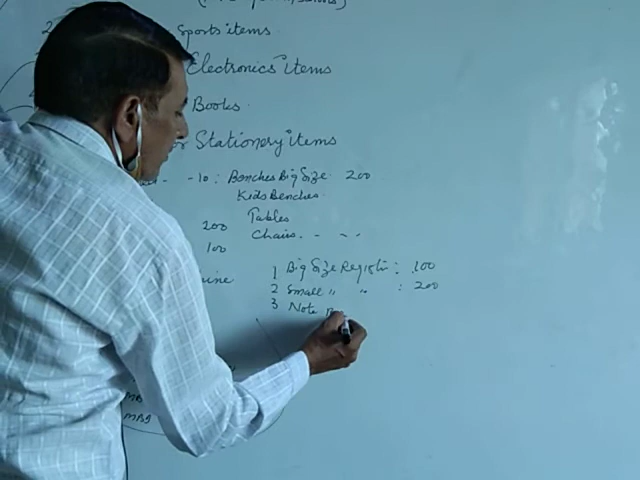 Sports items
Electronics items
Books
Stationery items
-10: Benches Big Size 200
Kids Benches
200 Tables
100 Chairs - " "
1 Big Size Register : 100
2 Small " " : 200
3 Note